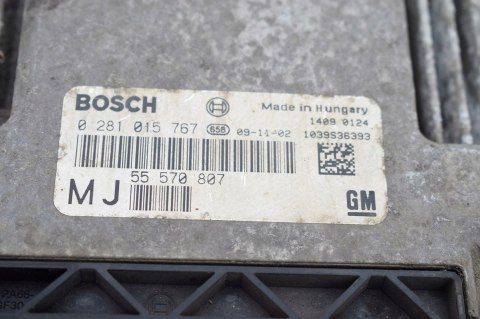 BOSCH Made in Hungary
1409 0124
0 281 015 767 658 09-11-02 1039S36393
55 570 807
MJ
GM